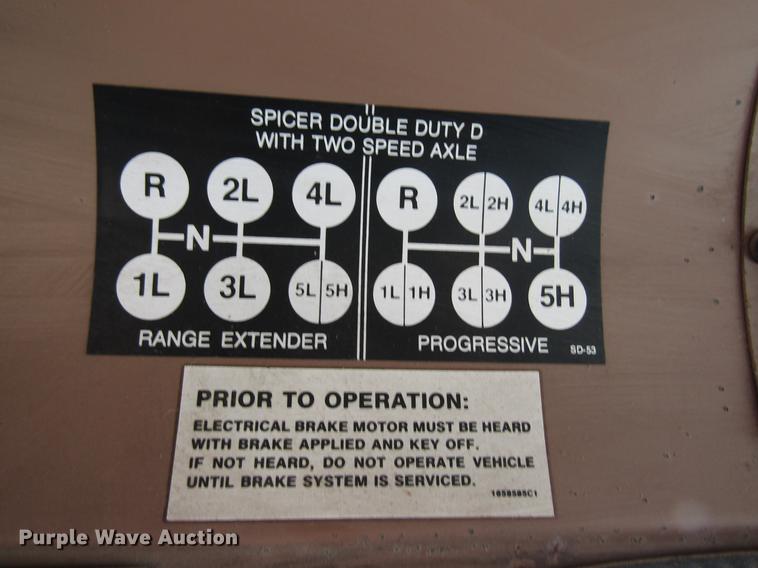 SPICER DOUBLE DUTY D
WITH TWO SPEED AXLE
R 2L 4L
N
1L 3L 5L 5H
RANGE EXTENDER
R 2L 2H 4L 4H
N
1L 1H 3L 3H 5H
PROGRESSIVE
SD-53
PRIOR TO OPERATION:
ELECTRICAL BRAKE MOTOR MUST BE HEARD
WITH BRAKE APPLIED AND KEY OFF.
IF NOT HEARD, DO NOT OPERATE VEHICLE
UNTIL BRAKE SYSTEM IS SERVICED.
1658585C1
Purple Wave Auction